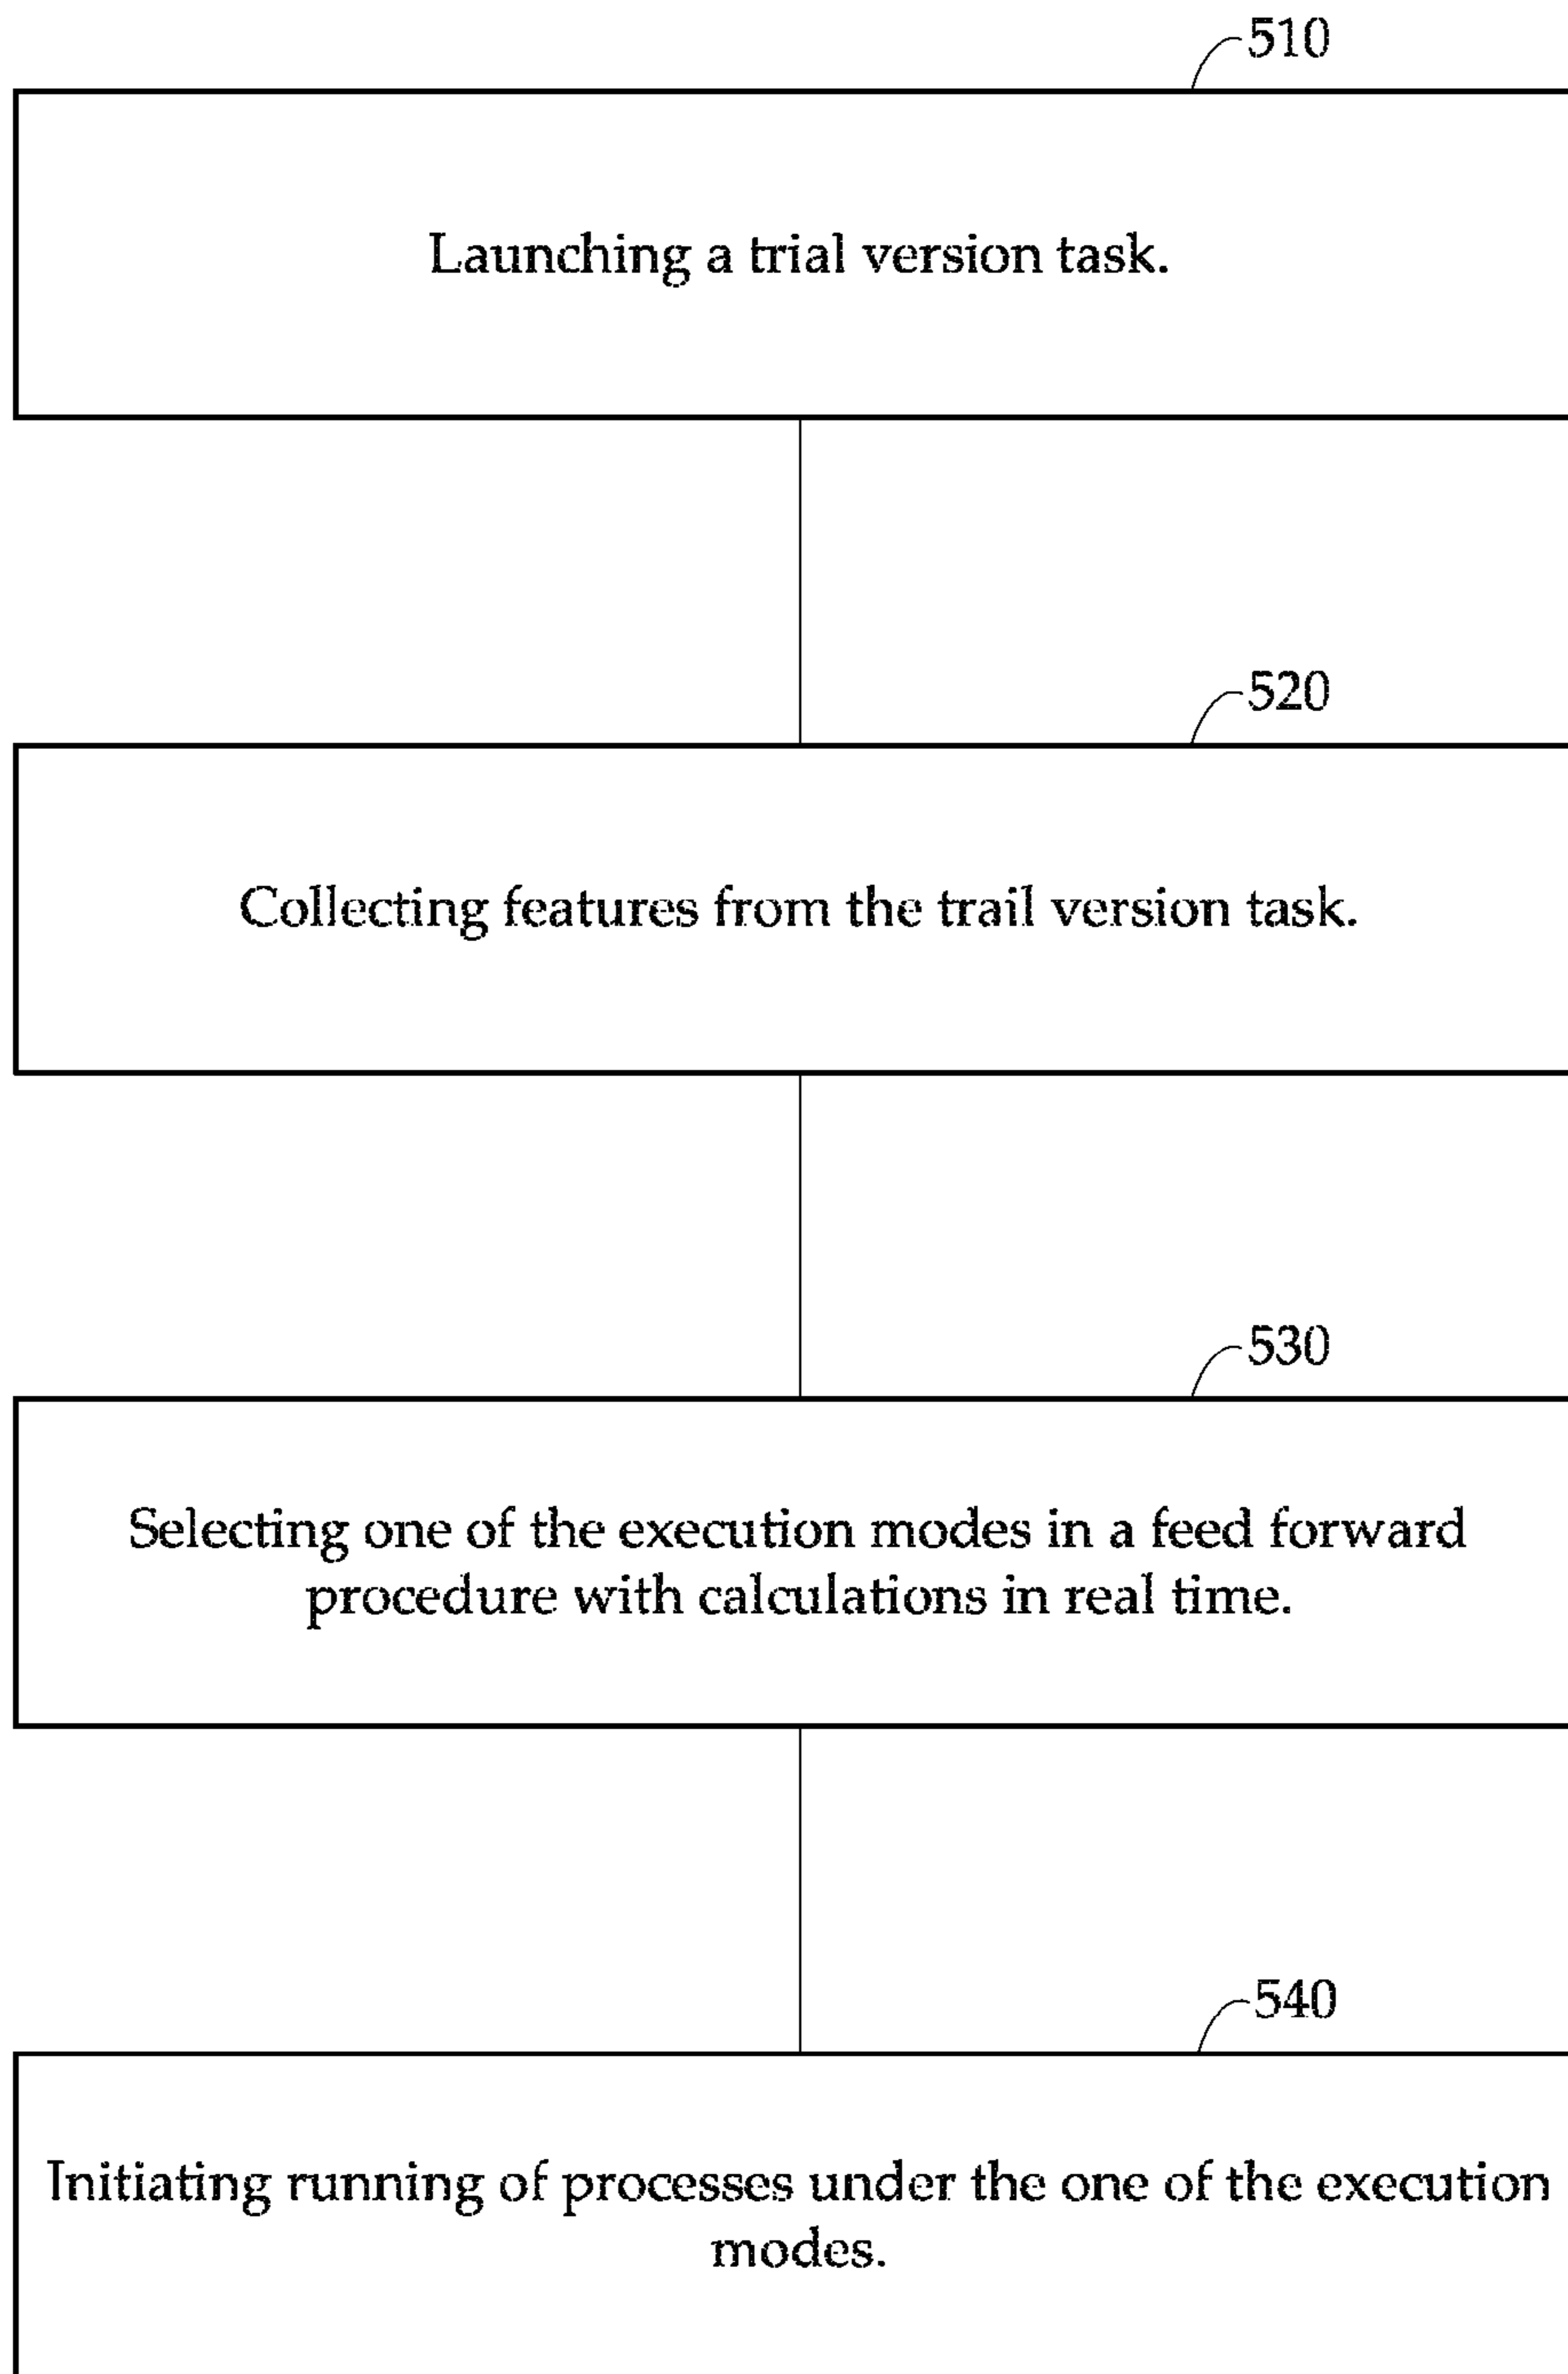 510
Launching a trial version task.
520
Collecting features from the trail version task.
530
Selecting one of the execution modes in a feed forward
procedure with calculations in real time.
540
Initiating running of processes under the one of the execution
modes.